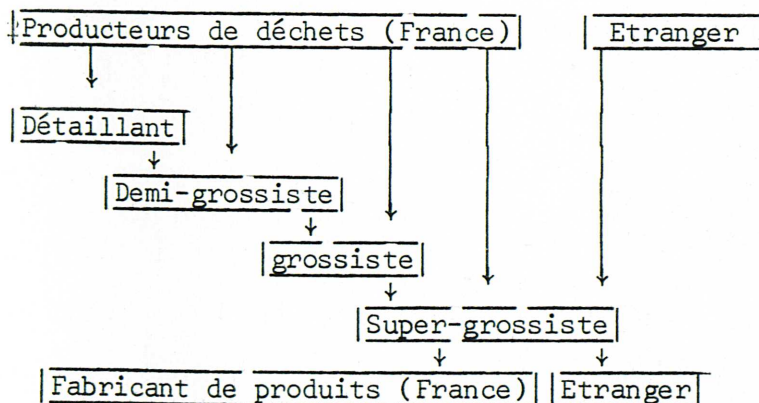 Producteurs de déchets (France) Etranger
Détaillant
Demi-grossiste
grossiste
Super-grossiste
Fabricant de produits (France) Etranger